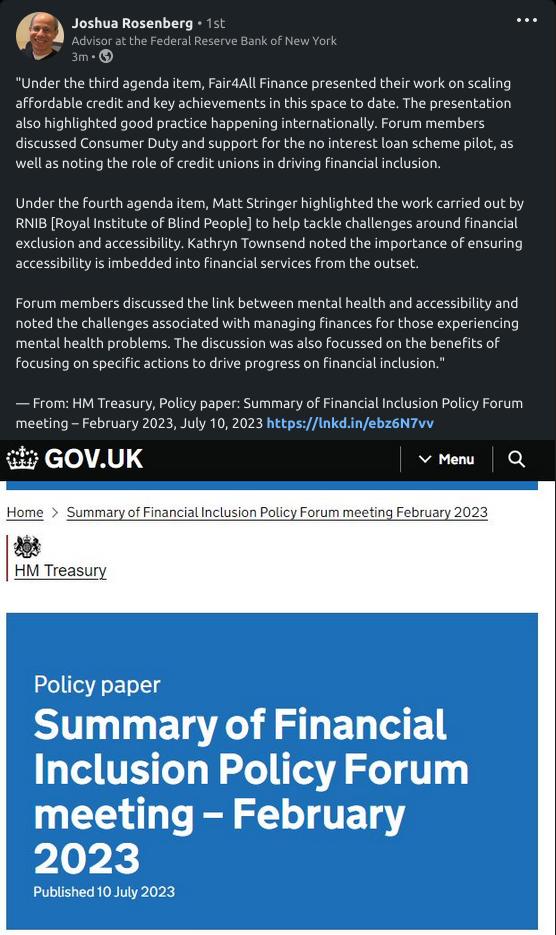 Joshua Rosenberg • 1st
Advisor at the Federal Reserve Bank of New York
3m •
"Under the third agenda item, Fair4All Finance presented their work on scaling
affordable credit and key achievements in this space to date. The presentation
also highlighted good practice happening internationally. Forum members
discussed Consumer Duty and support for the no interest loan scheme pilot, as
well as noting the role of credit unions in driving financial inclusion.
Under the fourth agenda item, Matt Stringer highlighted the work carried out by
RNIB [Royal Institute of Blind People] to help tackle challenges around financial
exclusion and accessibility. Kathryn Townsend noted the importance of ensuring
accessibility is imbedded into financial services from the outset.
Forum members discussed the link between mental health and accessibility and
noted the challenges associated with managing finances for those experiencing
mental health problems. The discussion was also focussed on the benefits of
focusing on specific actions to drive progress on financial inclusion."
— From: HM Treasury, Policy paper: Summary of Financial Inclusion Policy Forum
meeting – February 2023, July 10, 2023 https://lnkd.in/ebz6N7vv
GOV.UK
Menu
Home > Summary of Financial Inclusion Policy Forum meeting February 2023
HM Treasury
Policy paper
Summary of Financial
Inclusion Policy Forum
meeting – February
2023
Published 10 July 2023